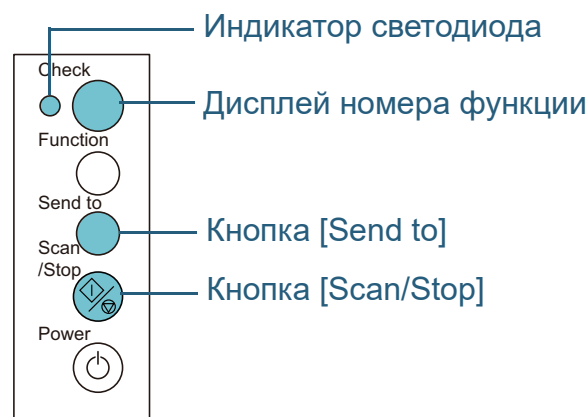 Индикатор светодиода
Check
Дисплей номера функции
Function
Send to
Кнопка [Send to]
Scan
/Stop
Кнопка [Scan/Stop]
Power